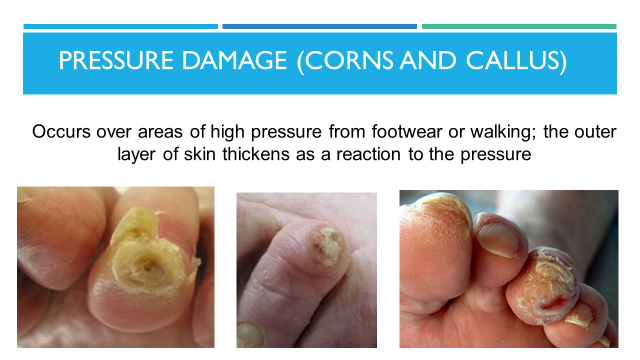 PRESSURE DAMAGE (CORNS AND CALLUS)
Occurs over areas of high pressure from footwear or walking; the outer
layer of skin thickens as a reaction to the pressure